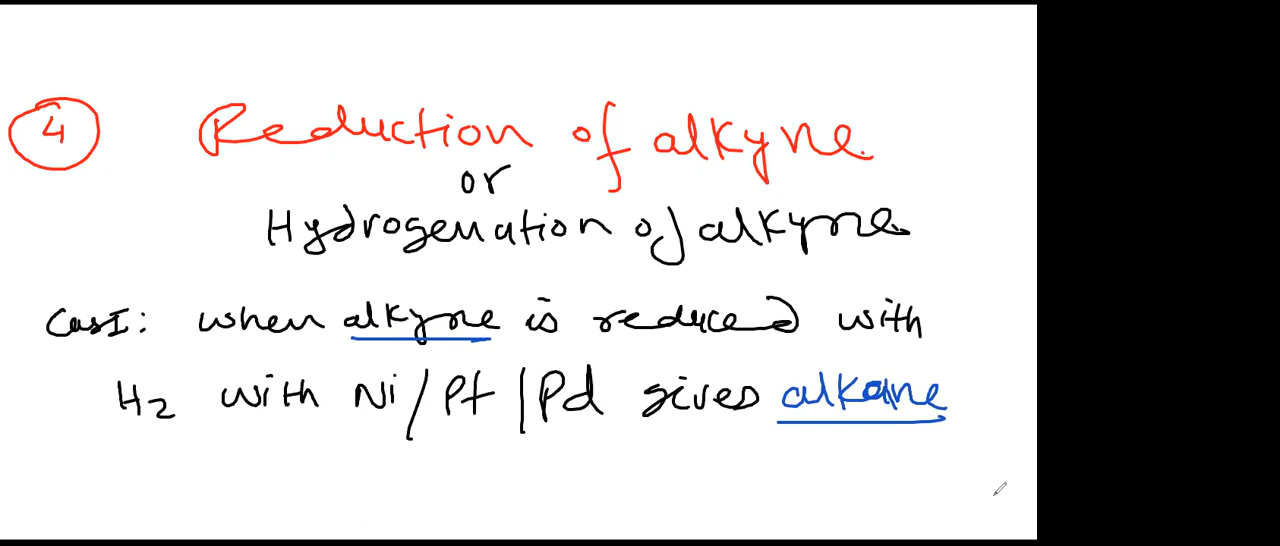 4 Reduction of alkyne.
or
Hydrogenation of alkyne.
Case I: when alkyne is reduced with
H2 with Ni/Pt/Pd gives alkane